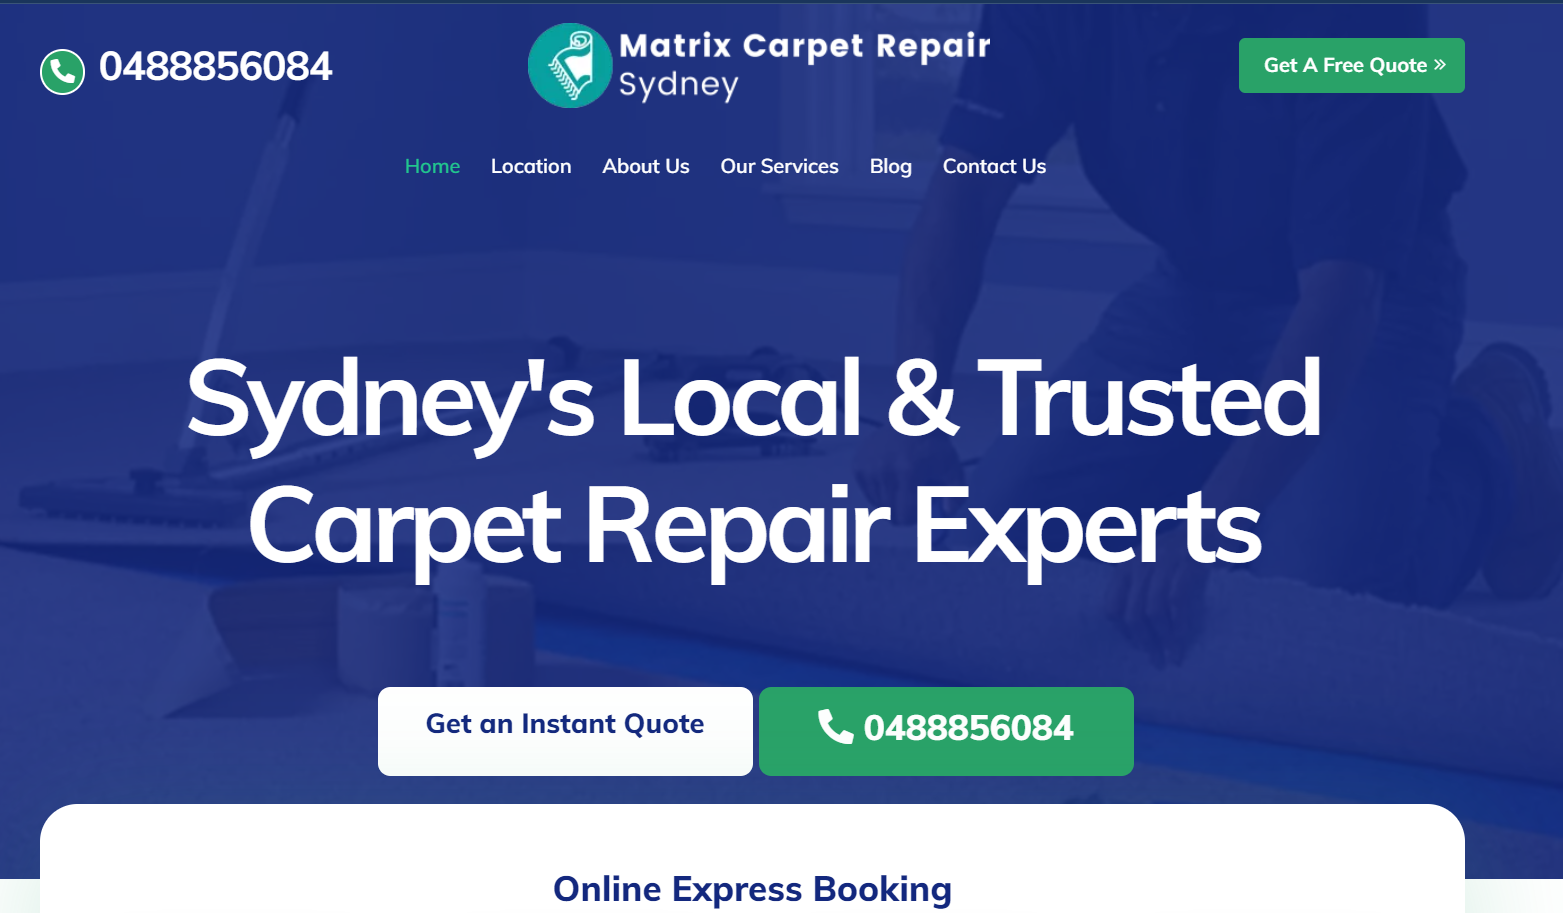 0488856084
Matrix Carpet Repair
Sydney
Get A Free Quote »
Home Location About Us Our Services Blog Contact Us
Sydney's Local & Trusted
Carpet Repair Experts
Get an Instant Quote
0488856084
Online Express Booking